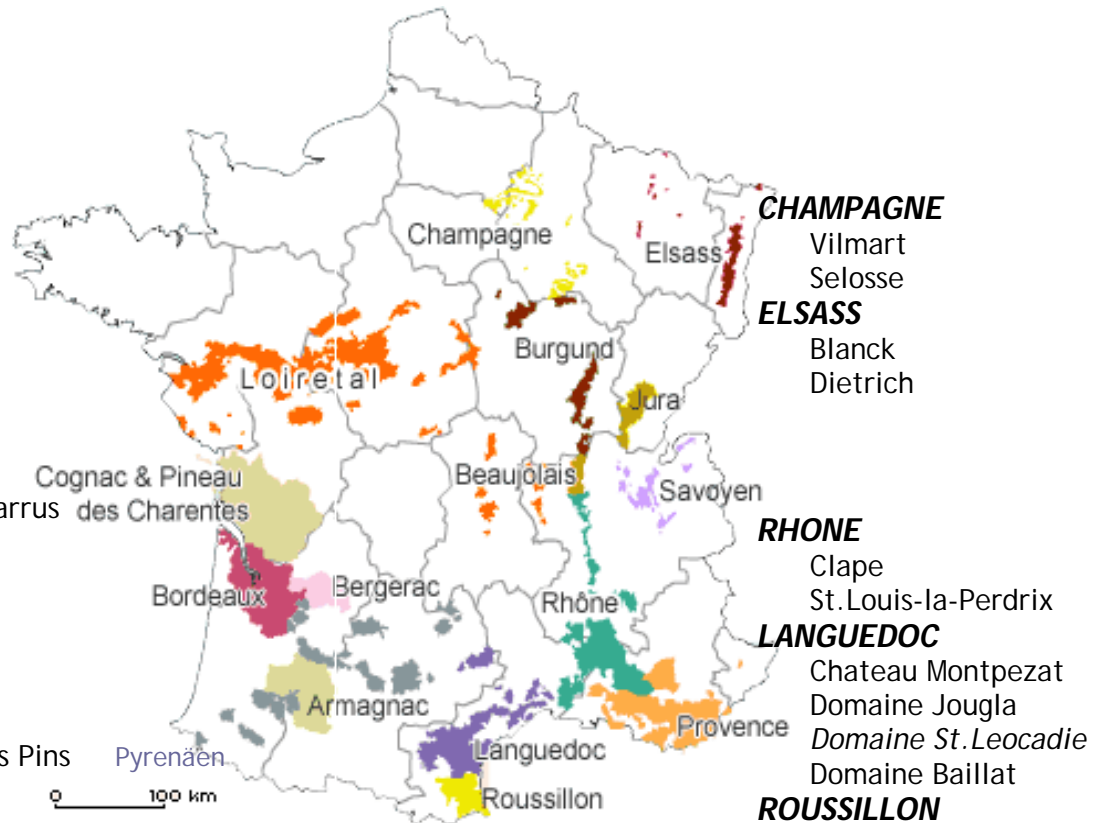 Champagne
Elsass
Burgund
Loiretal
Jura
Beaujolais
Savoyen
Cognac & Pineau
des Charentes
arrus
Bordeaux
Bergerac
Rhône
Armagnac
Provence
Languedoc
s Pins
Pyrenäen
Roussillon
0 100 km
CHAMPAGNE
Vilmart
Selosse
ELSASS
Blanck
Dietrich
RHONE
Clape
St.Louis-la-Perdrix
LANGUEDOC
Chateau Montpezat
Domaine Jougla
Domaine St.Leocadie
Domaine Baillat
ROUSSILLON